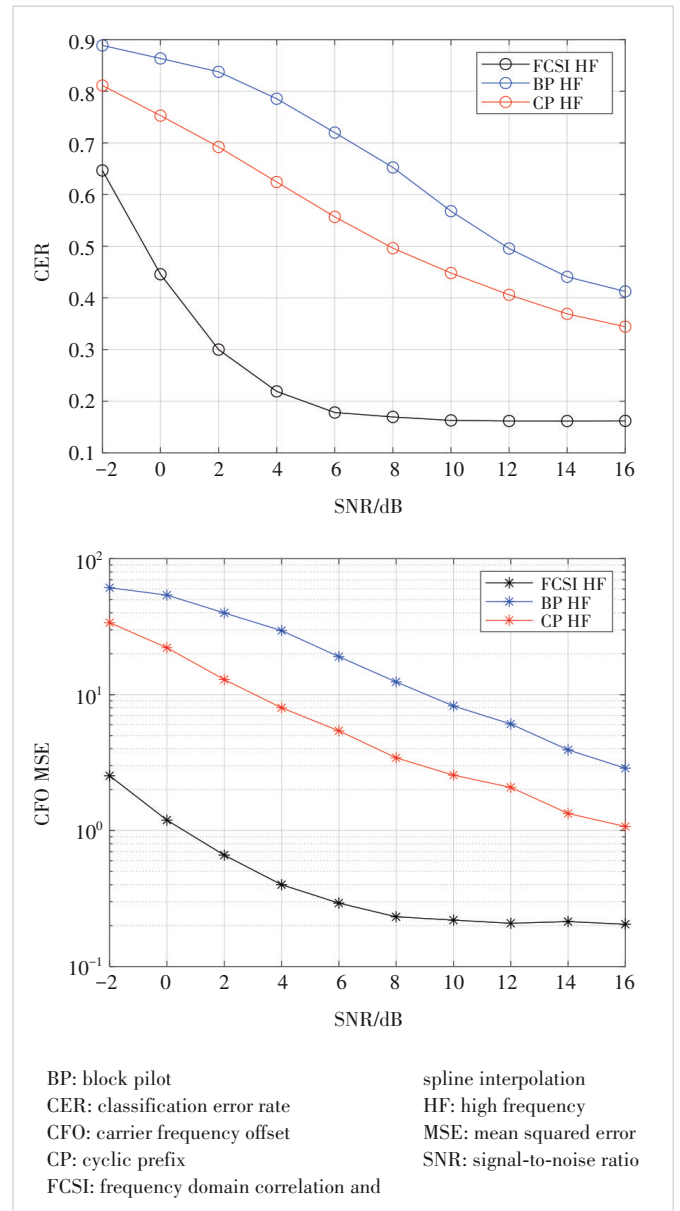 0.9
0.8
0.7
0.6
0.5
0.4
0.3
0.2
0.1
CER
FCSI HF
BP HF
CP HF
−2 0 2 4 6 8 10 12 14 16
SNR/dB
10²
10¹
10⁰
10⁻¹
CFO MSE
FCSI HF
BP HF
CP HF
−2 0 2 4 6 8 10 12 14 16
SNR/dB
BP: block pilot
CER: classification error rate
CFO: carrier frequency offset
CP: cyclic prefix
FCSI: frequency domain correlation and
spline interpolation
HF: high frequency
MSE: mean squared error
SNR: signal-to-noise ratio